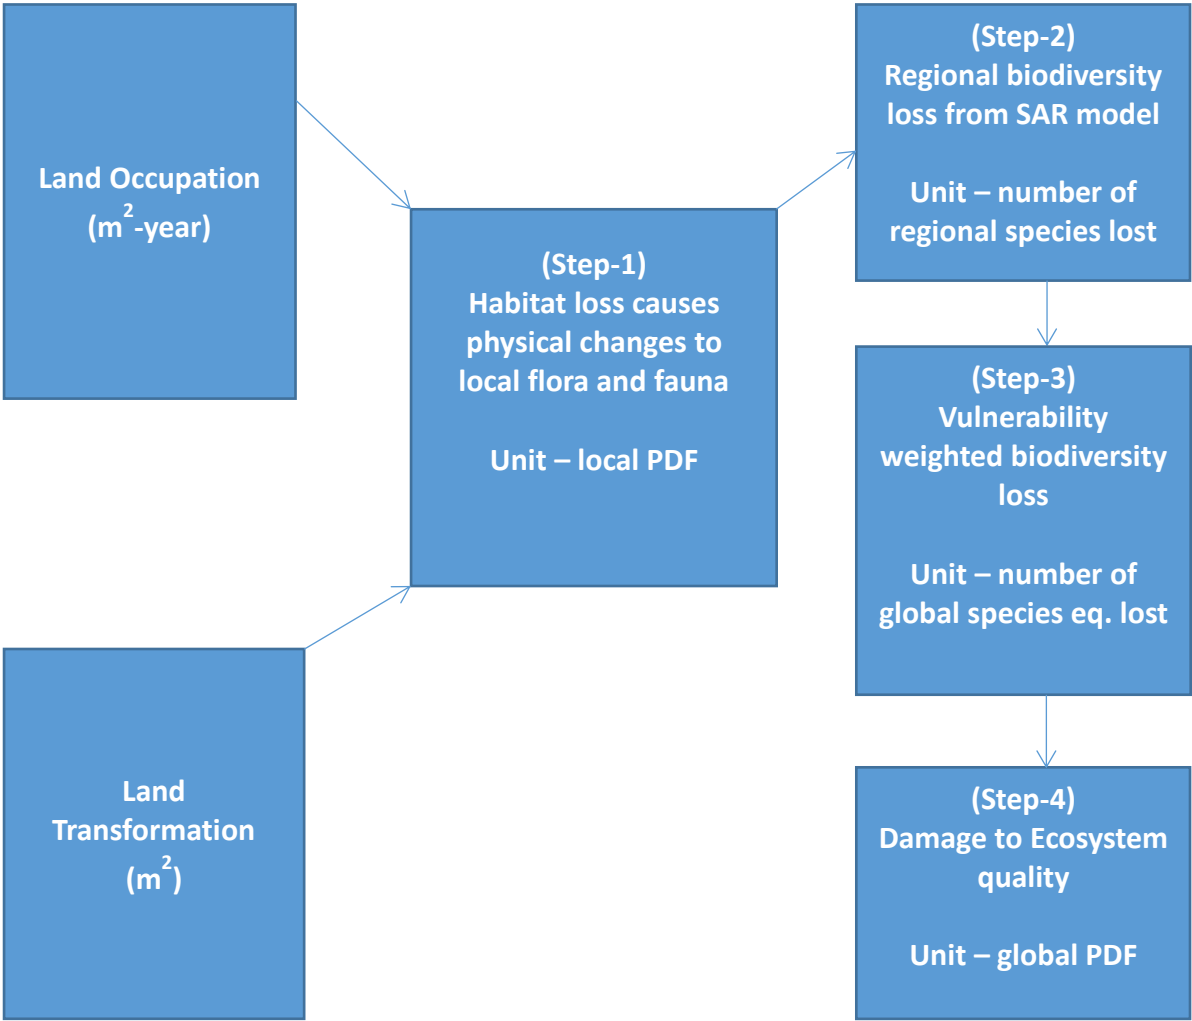 Land Occupation
(m²-year)
Land
Transformation
(m²)
(Step-1)
Habitat loss causes
physical changes to
local flora and fauna
Unit – local PDF
(Step-2)
Regional biodiversity
loss from SAR model
Unit – number of
regional species lost
(Step-3)
Vulnerability
weighted biodiversity
loss
Unit – number of
global species eq. lost
(Step-4)
Damage to Ecosystem
quality
Unit – global PDF